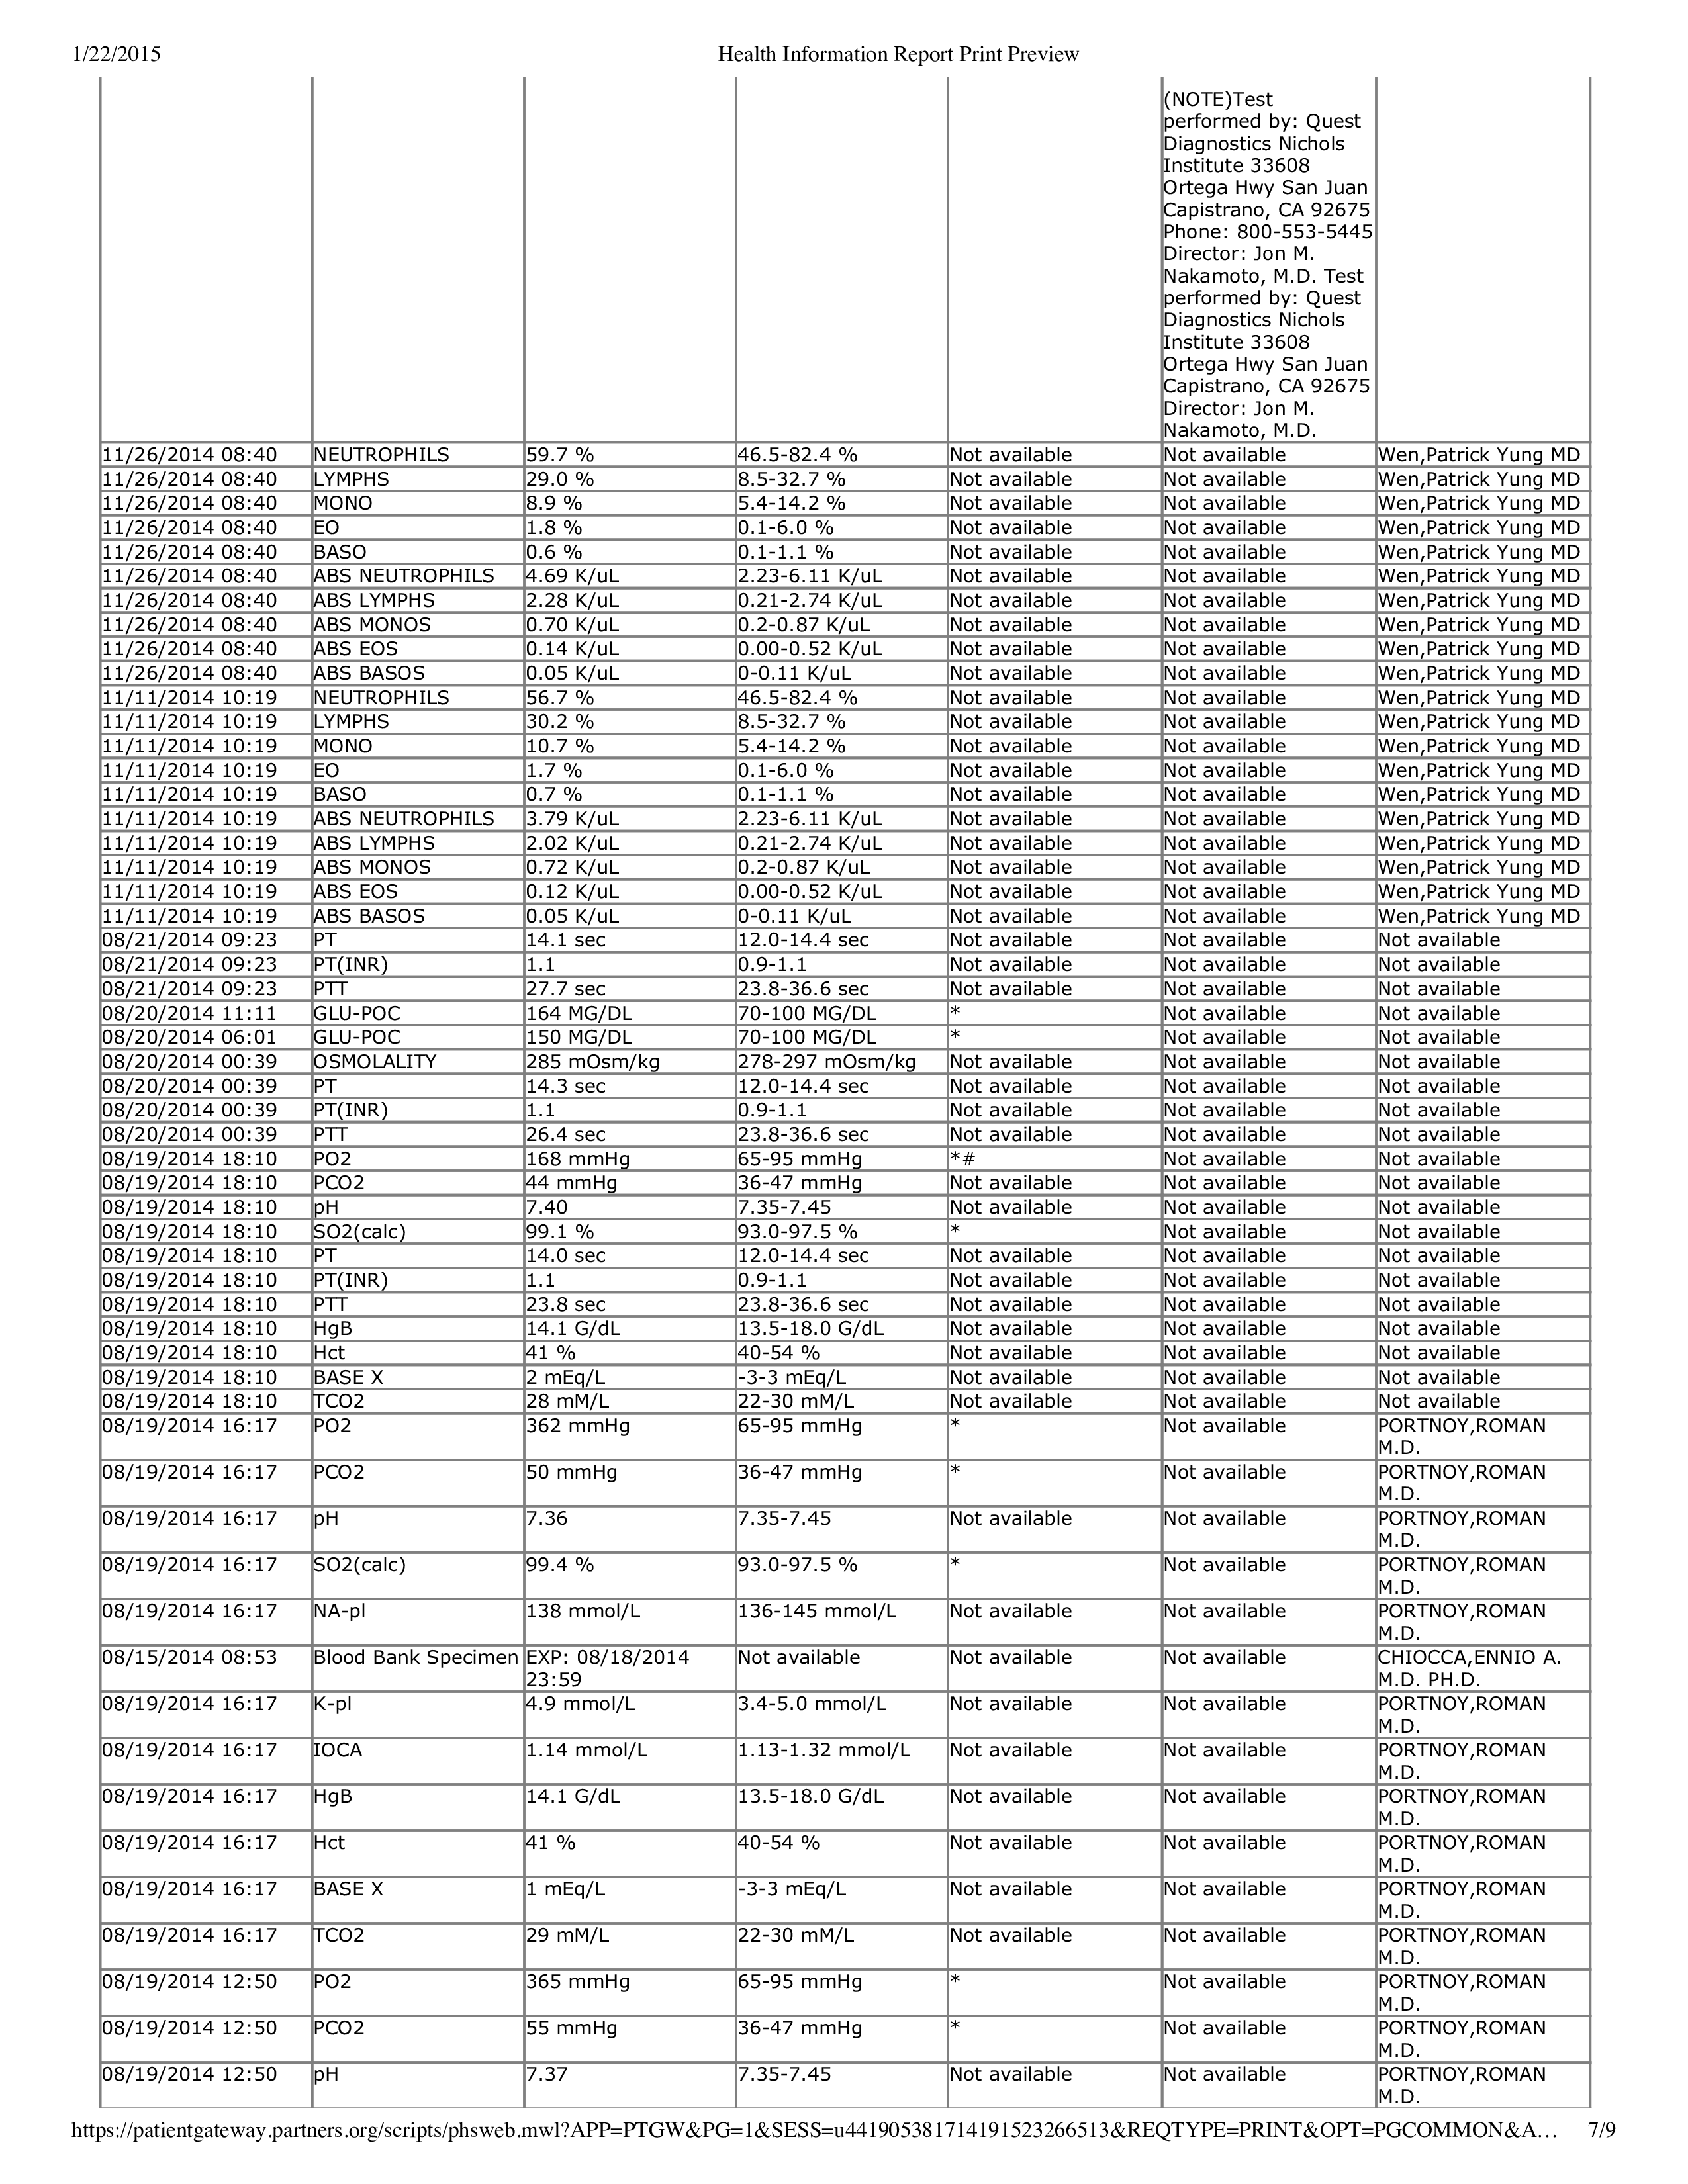 1/22/2015 Health Information Report Print Preview
(NOTE)Test
performed by: Quest
Diagnostics Nichols
Institute 33608
Ortega Hwy San Juan
Capistrano, CA 92675
Phone: 800-553-5445
Director: Jon M.
Nakamoto, M.D. Test
performed by: Quest
Diagnostics Nichols
Institute 33608
Ortega Hwy San Juan
Capistrano, CA 92675
Director: Jon M.
Nakamoto, M.D.
11/26/2014 08:40 NEUTROPHILS 59.7 % 46.5-82.4 % Not available Not available Wen,Patrick Yung MD
11/26/2014 08:40 LYMPHS 29.0 % 8.5-32.7 % Not available Not available Wen,Patrick Yung MD
11/26/2014 08:40 MONO 8.9 % 5.4-14.2 % Not available Not available Wen,Patrick Yung MD
11/26/2014 08:40 EO 1.8 % 0.1-6.0 % Not available Not available Wen,Patrick Yung MD
11/26/2014 08:40 BASO 0.6 % 0.1-1.1 % Not available Not available Wen,Patrick Yung MD
11/26/2014 08:40 ABS NEUTROPHILS 4.69 K/uL 2.23-6.11 K/uL Not available Not available Wen,Patrick Yung MD
11/26/2014 08:40 ABS LYMPHS 2.28 K/uL 0.21-2.74 K/uL Not available Not available Wen,Patrick Yung MD
11/26/2014 08:40 ABS MONOS 0.70 K/uL 0.2-0.87 K/uL Not available Not available Wen,Patrick Yung MD
11/26/2014 08:40 ABS EOS 0.14 K/uL 0.00-0.52 K/uL Not available Not available Wen,Patrick Yung MD
11/26/2014 08:40 ABS BASOS 0.05 K/uL 0-0.11 K/uL Not available Not available Wen,Patrick Yung MD
11/11/2014 10:19 NEUTROPHILS 56.7 % 46.5-82.4 % Not available Not available Wen,Patrick Yung MD
11/11/2014 10:19 LYMPHS 30.2 % 8.5-32.7 % Not available Not available Wen,Patrick Yung MD
11/11/2014 10:19 MONO 10.7 % 5.4-14.2 % Not available Not available Wen,Patrick Yung MD
11/11/2014 10:19 EO 1.7 % 0.1-6.0 % Not available Not available Wen,Patrick Yung MD
11/11/2014 10:19 BASO 0.7 % 0.1-1.1 % Not available Not available Wen,Patrick Yung MD
11/11/2014 10:19 ABS NEUTROPHILS 3.79 K/uL 2.23-6.11 K/uL Not available Not available Wen,Patrick Yung MD
11/11/2014 10:19 ABS LYMPHS 2.02 K/uL 0.21-2.74 K/uL Not available Not available Wen,Patrick Yung MD
11/11/2014 10:19 ABS MONOS 0.72 K/uL 0.2-0.87 K/uL Not available Not available Wen,Patrick Yung MD
11/11/2014 10:19 ABS EOS 0.12 K/uL 0.00-0.52 K/uL Not available Not available Wen,Patrick Yung MD
11/11/2014 10:19 ABS BASOS 0.05 K/uL 0-0.11 K/uL Not available Not available Wen,Patrick Yung MD
08/21/2014 09:23 PT 14.1 sec 12.0-14.4 sec Not available Not available Not available
08/21/2014 09:23 PT(INR) 1.1 0.9-1.1 Not available Not available Not available
08/21/2014 09:23 PTT 27.7 sec 23.8-36.6 sec Not available Not available Not available
08/20/2014 11:11 GLU-POC 164 MG/DL 70-100 MG/DL * Not available Not available
08/20/2014 06:01 GLU-POC 150 MG/DL 70-100 MG/DL * Not available Not available
08/20/2014 00:39 OSMOLALITY 285 mOsm/kg 278-297 mOsm/kg Not available Not available Not available
08/20/2014 00:39 PT 14.3 sec 12.0-14.4 sec Not available Not available Not available
08/20/2014 00:39 PT(INR) 1.1 0.9-1.1 Not available Not available Not available
08/20/2014 00:39 PTT 26.4 sec 23.8-36.6 sec Not available Not available Not available
08/19/2014 18:10 PO2 168 mmHg 65-95 mmHg *# Not available Not available
08/19/2014 18:10 PCO2 44 mmHg 36-47 mmHg Not available Not available Not available
08/19/2014 18:10 pH 7.40 7.35-7.45 Not available Not available Not available
08/19/2014 18:10 SO2(calc) 99.1 % 93.0-97.5 % * Not available Not available
08/19/2014 18:10 PT 14.0 sec 12.0-14.4 sec Not available Not available Not available
08/19/2014 18:10 PT(INR) 1.1 0.9-1.1 Not available Not available Not available
08/19/2014 18:10 PTT 23.8 sec 23.8-36.6 sec Not available Not available Not available
08/19/2014 18:10 HgB 14.1 G/dL 13.5-18.0 G/dL Not available Not available Not available
08/19/2014 18:10 Hct 41 % 40-54 % Not available Not available Not available
08/19/2014 18:10 BASE X 2 mEq/L -3-3 mEq/L Not available Not available Not available
08/19/2014 18:10 TCO2 28 mM/L 22-30 mM/L Not available Not available Not available
08/19/2014 16:17 PO2 362 mmHg 65-95 mmHg * Not available PORTNOY,ROMAN
M.D.
08/19/2014 16:17 PCO2 50 mmHg 36-47 mmHg * Not available PORTNOY,ROMAN
M.D.
08/19/2014 16:17 pH 7.36 7.35-7.45 Not available Not available PORTNOY,ROMAN
M.D.
08/19/2014 16:17 SO2(calc) 99.4 % 93.0-97.5 % * Not available PORTNOY,ROMAN
M.D.
08/19/2014 16:17 NA-pl 138 mmol/L 136-145 mmol/L Not available Not available PORTNOY,ROMAN
M.D.
08/15/2014 08:53 Blood Bank Specimen EXP: 08/18/2014 Not available Not available Not available CHIOCCA,ENNIO A.
23:59 M.D. PH.D.
08/19/2014 16:17 K-pl 4.9 mmol/L 3.4-5.0 mmol/L Not available Not available PORTNOY,ROMAN
M.D.
08/19/2014 16:17 IOCA 1.14 mmol/L 1.13-1.32 mmol/L Not available Not available PORTNOY,ROMAN
M.D.
08/19/2014 16:17 HgB 14.1 G/dL 13.5-18.0 G/dL Not available Not available PORTNOY,ROMAN
M.D.
08/19/2014 16:17 Hct 41 % 40-54 % Not available Not available PORTNOY,ROMAN
M.D.
08/19/2014 16:17 BASE X 1 mEq/L -3-3 mEq/L Not available Not available PORTNOY,ROMAN
M.D.
08/19/2014 16:17 TCO2 29 mM/L 22-30 mM/L Not available Not available PORTNOY,ROMAN
M.D.
08/19/2014 12:50 PO2 365 mmHg 65-95 mmHg * Not available PORTNOY,ROMAN
M.D.
08/19/2014 12:50 PCO2 55 mmHg 36-47 mmHg * Not available PORTNOY,ROMAN
M.D.
08/19/2014 12:50 pH 7.37 7.35-7.45 Not available Not available PORTNOY,ROMAN
M.D.
https://patientgateway.partners.org/scripts/phsweb.mwl?APP=PTGW&PG=1&SESS=u4419053817141915232665​13&REQTYPE=PRINT&OPT=PGCOMMON&A… 7/9